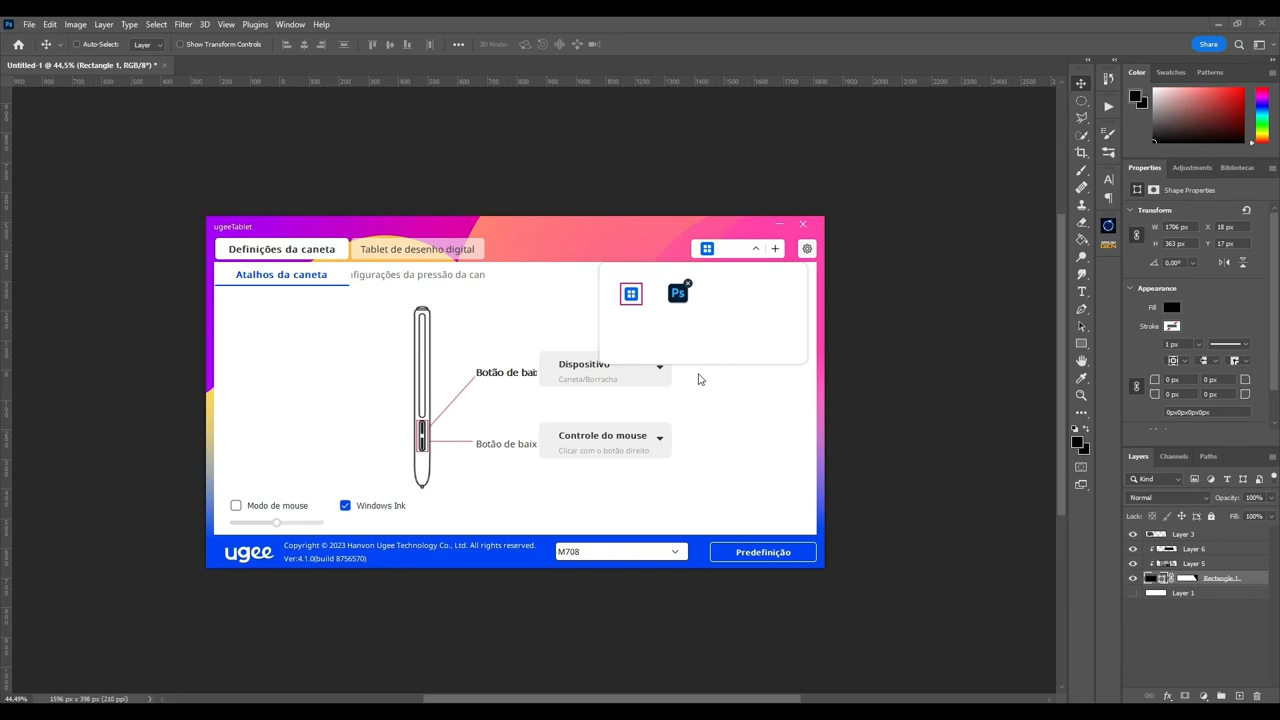 Ps File Edit Image Layer Type Select Filter 3D View Plugins Window Help
Auto-Select: Layer Show Transform Controls 3D Mode: Share
Untitled-1 @ 44,5% (Rectangle 1, RGB/8*) *
Color Swatches Patterns
Properties Adjustments Bibliotecas
Shape Properties
Transform
W 1706 px X 18 px
H 363 px Y 17 px
0,00°
Appearance
Fill
Stroke
1 px
0 px 0 px
0 px 0 px
0px0px0px0px
Layers Channels Paths
Kind
Normal Opacity: 100%
Lock: Fill: 100%
Layer 3
Layer 6
Layer 5
Rectangle 1
Layer 1
ugeeTablet
Definições da caneta Tablet de desenho digital
Atalhos da caneta figurações da pressão da can
Ps
Botão de baix
Dispositivo
Caneta/Borracha
Botão de baix
Controle do mouse
Clicar com o botão direito
Modo de mouse Windows Ink
ugee
Copyright © 2023 Hanvon Ugee Technology Co., Ltd. All rights reserved.
Ver:4.1.0(build 8756570)
M708
Predefinição
44,49% 1596 px x 398 px (210 ppi)